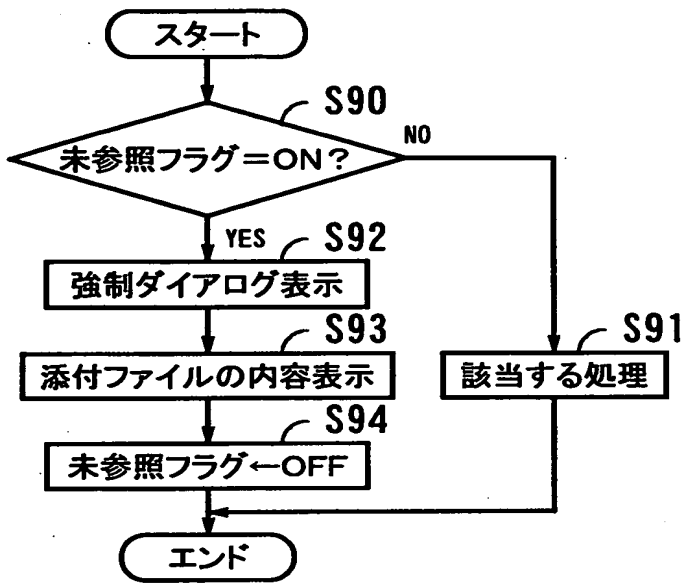 スタート
S90
未参照フラグ=ON?
NO
YES
S92
強制ダイアログ表示
S93
S91
添付ファイルの内容表示
該当する処理
S94
未参照フラグ←OFF
エンド